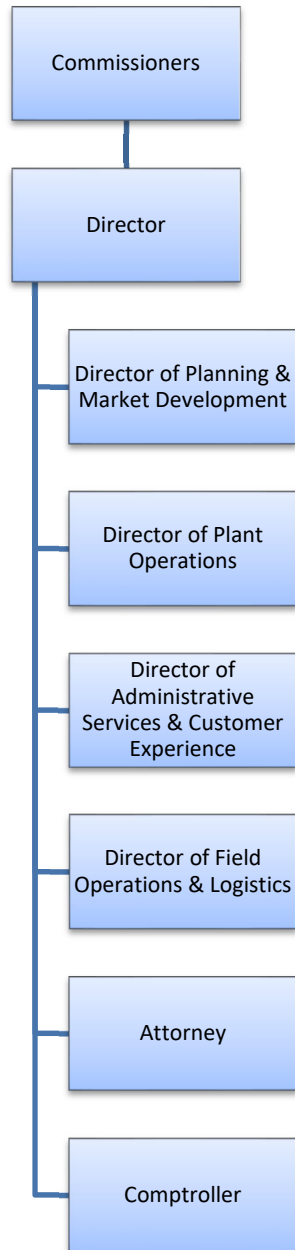 Commissioners
Director
Director of Planning &
Market Development
Director of Plant
Operations
Director of
Administrative
Services & Customer
Experience
Director of Field
Operations & Logistics
Attorney
Comptroller